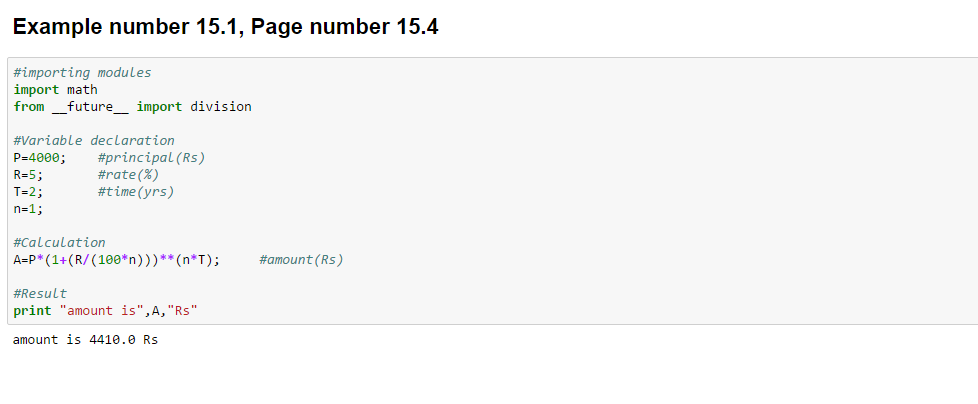 Example number 15.1, Page number 15.4
#importing modules
import math
from __future__ import division
#Variable declaration
P=4000;    #principal(Rs)
R=5;       #rate(%)
T=2;       #time(yrs)
n=1;
#Calculation
A=P*(1+(R/(100*n)))**(n*T);     #amount(Rs)
#Result
print "amount is",A,"Rs"
amount is 4410.0 Rs